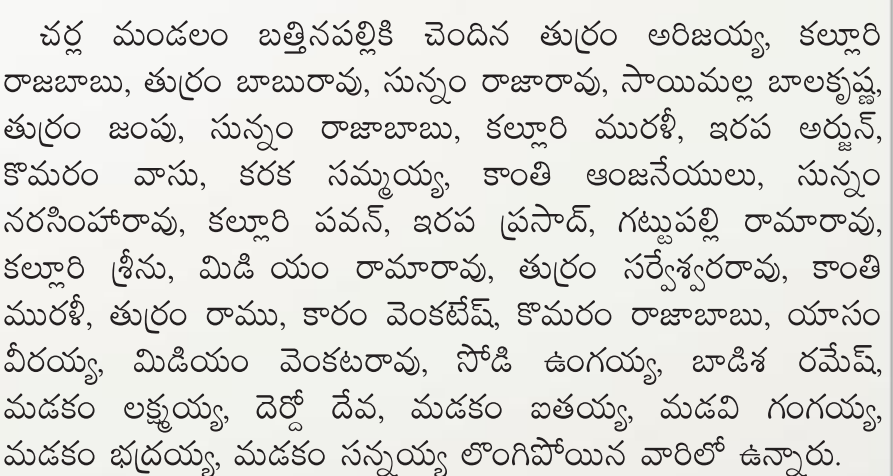 చర్ల మండలం బత్తినపల్లికి చెందిన తుర్రం అరిజయ్య, కల్లూరి
రాజబాబు, తుర్రం బాబురావు, సున్నం రాజారావు, సాయిమల్ల బాలకృష్ణ,
తుర్రం జంపు, సున్నం రాజాబాబు, కల్లూరి మురళీ, ఇరప అర్జున్,
కొమరం వాసు, కరక సమ్మయ్య, కాంతి ఆంజనేయులు, సున్నం
నరసింహారావు, కల్లూరి పవన్, ఇరప ప్రసాద్, గట్టుపల్లి రామారావు,
కల్లూరి శ్రీను, మిడి యం రామారావు, తుర్రం సర్వేశ్వరరావు, కాంతి
మురళీ, తుర్రం రాము, కారం వెంకటేష్, కొమరం రాజాబాబు, యాసం
వీరయ్య, మిడియం వెంకటరావు, సోడి ఉంగయ్య, బాడిశ రమేష్,
మడకం లక్ష్మయ్య, దెర్దో దేవ, మడకం ఐతయ్య, మడవి గంగయ్య,
మడకం భద్రయ్య, మడకం సన్నయ్య లొంగిపోయిన వారిలో ఉన్నారు.